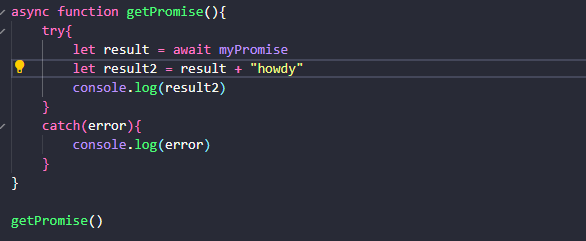 async function getPromise(){
    try{
        let result = await myPromise
        let result2 = result + "howdy"
        console.log(result2)
    }
    catch(error){
        console.log(error)
    }
}

getPromise()